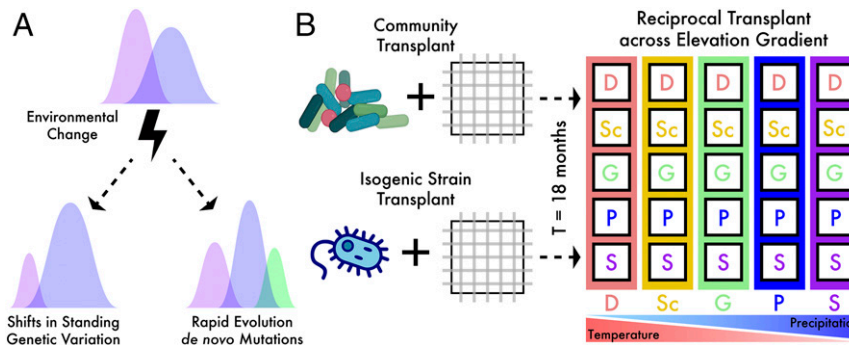 A
Environmental
Change
Shifts in Standing
Genetic Variation
Rapid Evolution
de novo Mutations
B
Community
Transplant
Isogenic Strain
Transplant
T = 18 months
Reciprocal Transplant
across Elevation Gradient
D D D D D
Sc Sc Sc Sc Sc
G G G G G
P P P P P
S S S S S
D Sc G P S
Temperature
Precipitatio